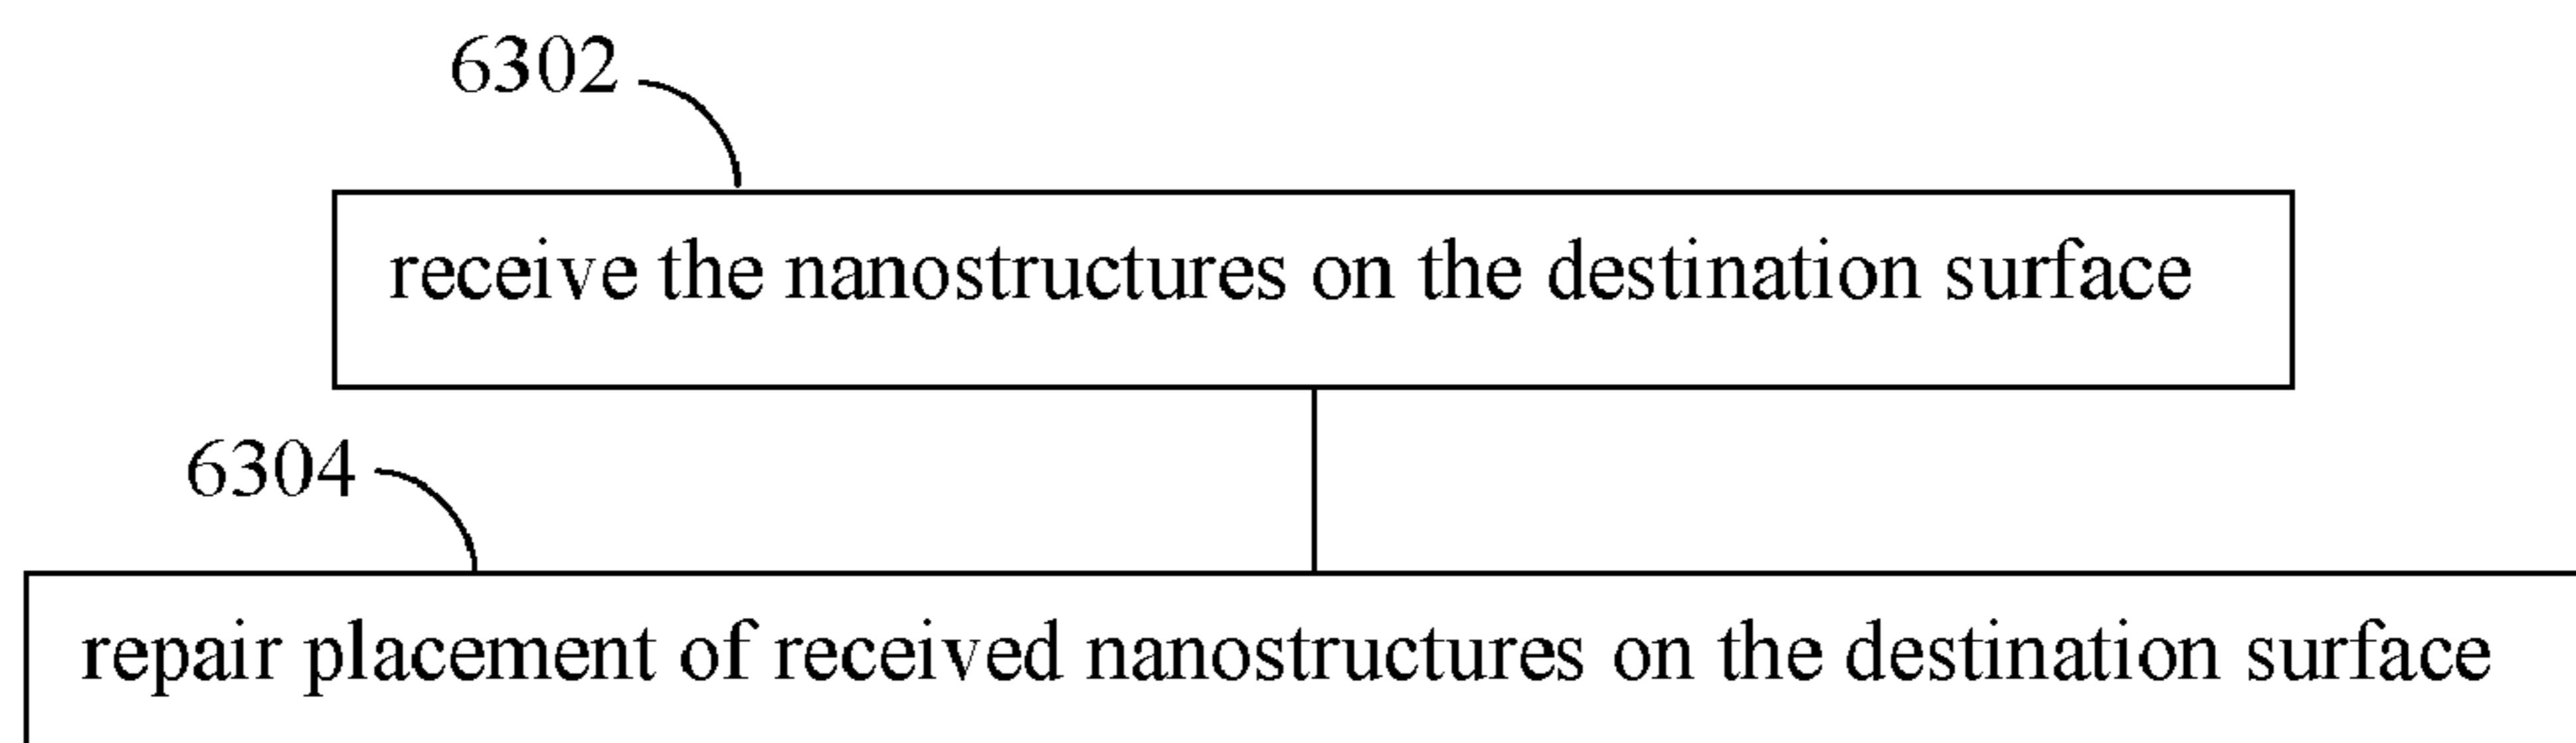 6302
receive the nanostructures on the destination surface
6304
repair placement of received nanostructures on the destination surface